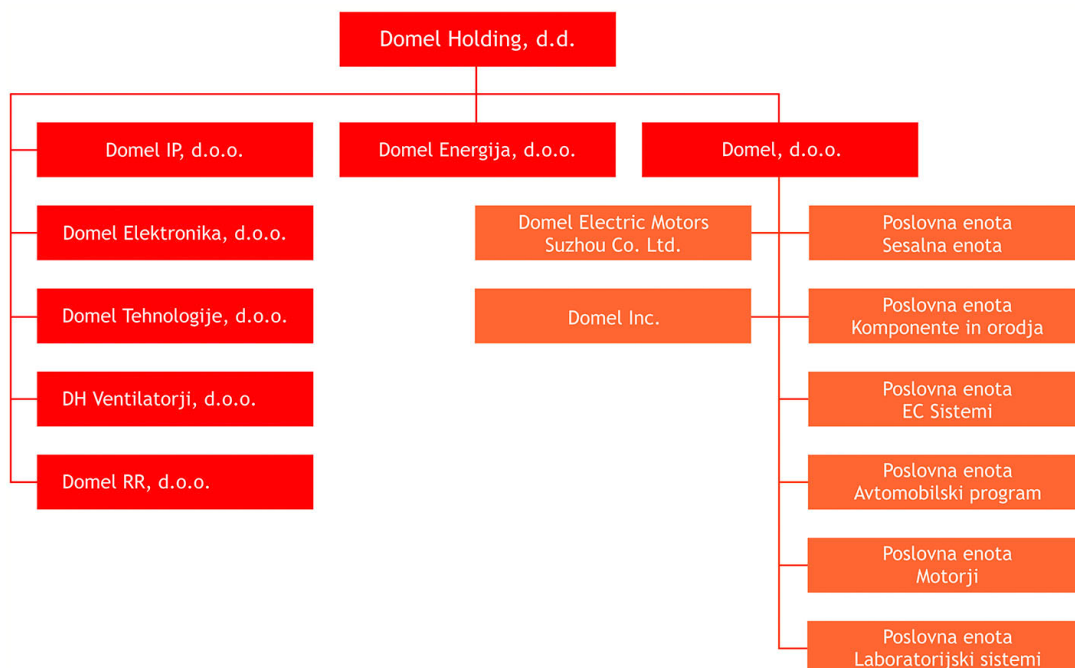 Domel Holding, d.d.
Domel IP, d.o.o.
Domel Energija, d.o.o.
Domel, d.o.o.
Domel Elektronika, d.o.o.
Domel Electric Motors
Suzhou Co. Ltd.
Poslovna enota
Sesalna enota
Domel Tehnologije, d.o.o.
Domel Inc.
Poslovna enota
Komponente in orodja
DH Ventilatorji, d.o.o.
Poslovna enota
EC Sistemi
Domel RR, d.o.o.
Poslovna enota
Avtomobilski program
Poslovna enota
Motorji
Poslovna enota
Laboratorijski sistemi